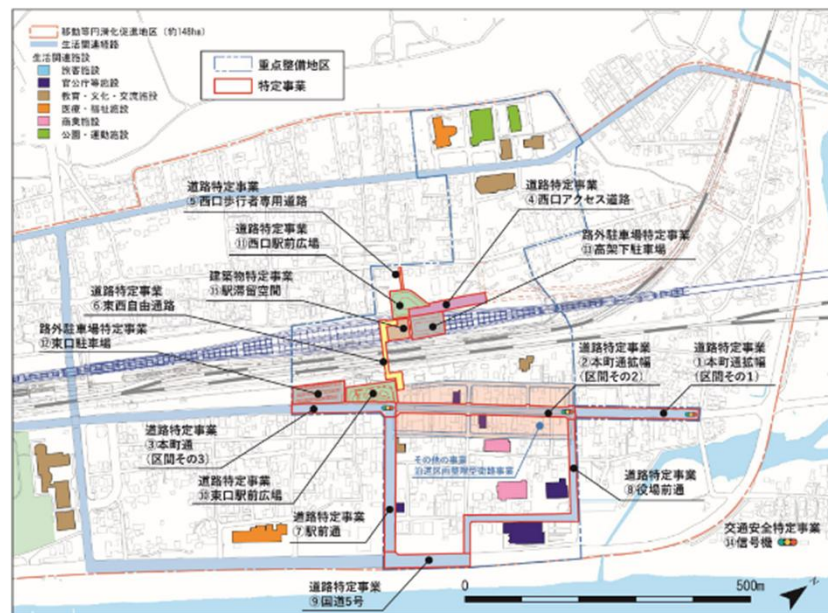 移動等円滑化促進地区(約148ha)
生活関連経路
生活関連施設
旅客施設
官公庁等施設
教育・文化・交流施設
医療・福祉施設
商業施設
公園・運動施設
重点整備地区
特定事業
道路特定事業
⑤西口歩行者専用道路
道路特定事業
④西口アクセス道路
道路特定事業
⑪西口駅前広場
路外駐車場特定事業
⑬高架下駐車場
建築物特定事業
⑮駅滞留空間
道路特定事業
⑥東西自由通路
路外駐車場特定事業
⑫東口駐車場
道路特定事業
②本町通拡幅
(区間その2)
道路特定事業
①本町通拡幅
(区間その1)
道路特定事業
③本町通
(区間その3)
その他の事業
道路特定事業
⑩東口駅前広場
道路特定事業
⑧役場前通
道路特定事業
⑦駅前通
交通安全特定事業
⑭信号機
道路特定事業
⑨国道5号
0
500m